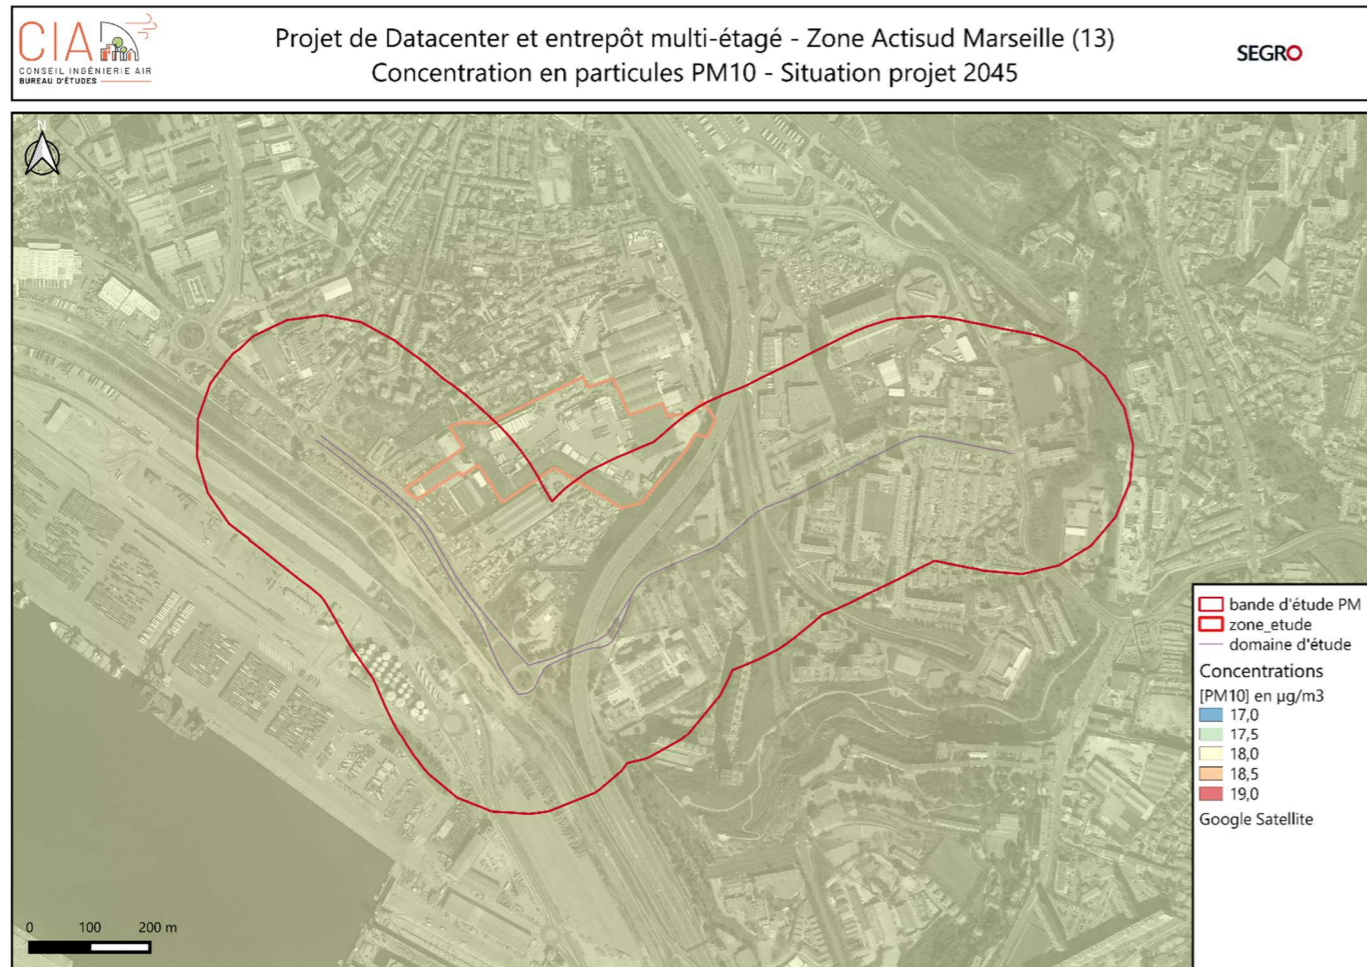 CIA
CONSEIL INGÉNIERIE AIR
BUREAU D'ÉTUDES
Projet de Datacenter et entrepôt multi-étagé - Zone Actisud Marseille (13)
Concentration en particules PM10 - Situation projet 2045
SEGRO
N
bande d'étude PM
zone_etude
domaine d'étude
Concentrations
[PM10] en µg/m3
17,0
17,5
18,0
18,5
19,0
Google Satellite
0 100 200 m